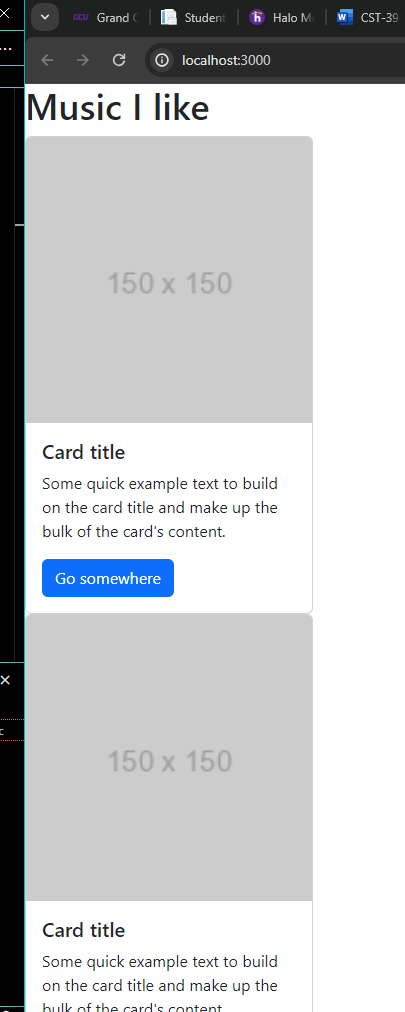 GCU Grand C
Student
h Halo M
W CST-39
localhost:3000
Music I like
150 x 150
Card title
Some quick example text to build
on the card title and make up the
bulk of the card's content.
Go somewhere
150 x 150
Card title
Some quick example text to build
on the card title and make up the
bulk of the card's content.
c